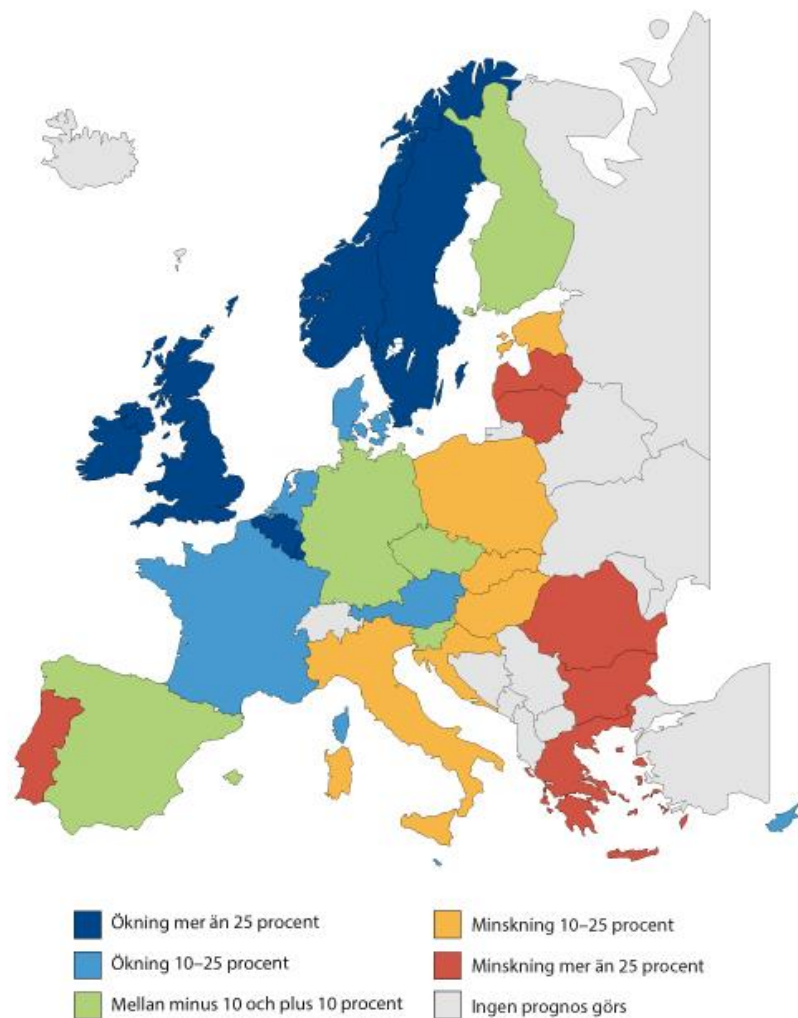 Ökning mer än 25 procent
Ökning 10–25 procent
Mellan minus 10 och plus 10 procent
Minskning 10–25 procent
Minskning mer än 25 procent
Ingen prognos görs